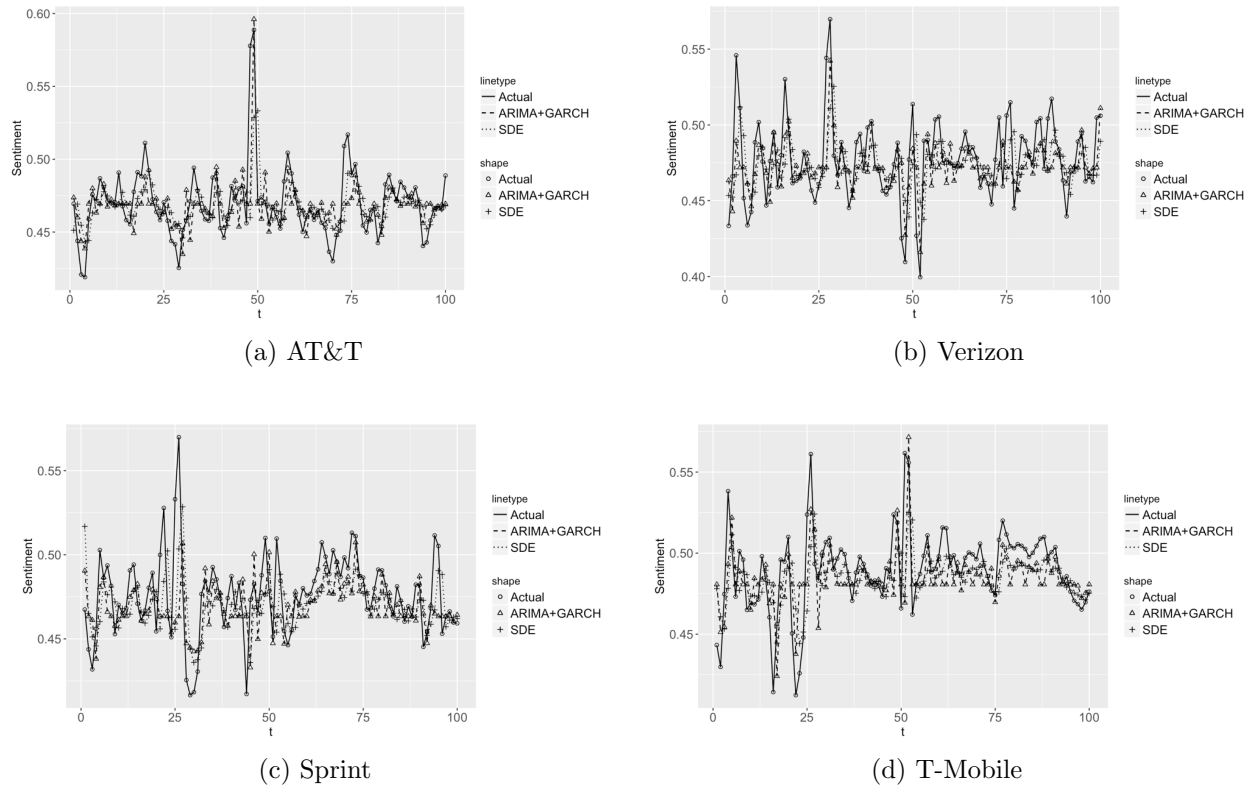 0.60
0.55
0.50
0.45
Sentiment
0 25 50 75 100
t
linetype
Actual
ARIMA+GARCH
SDE
shape
Actual
ARIMA+GARCH
SDE
(a) AT&T
0.55
0.50
0.45
0.40
Sentiment
0 25 50 75 100
t
linetype
Actual
ARIMA+GARCH
SDE
shape
Actual
ARIMA+GARCH
SDE
(b) Verizon
0.55
0.50
0.45
Sentiment
0 25 50 75 100
t
linetype
Actual
ARIMA+GARCH
SDE
shape
Actual
ARIMA+GARCH
SDE
(c) Sprint
0.55
0.50
0.45
Sentiment
0 25 50 75 100
t
linetype
Actual
ARIMA+GARCH
SDE
shape
Actual
ARIMA+GARCH
SDE
(d) T-Mobile